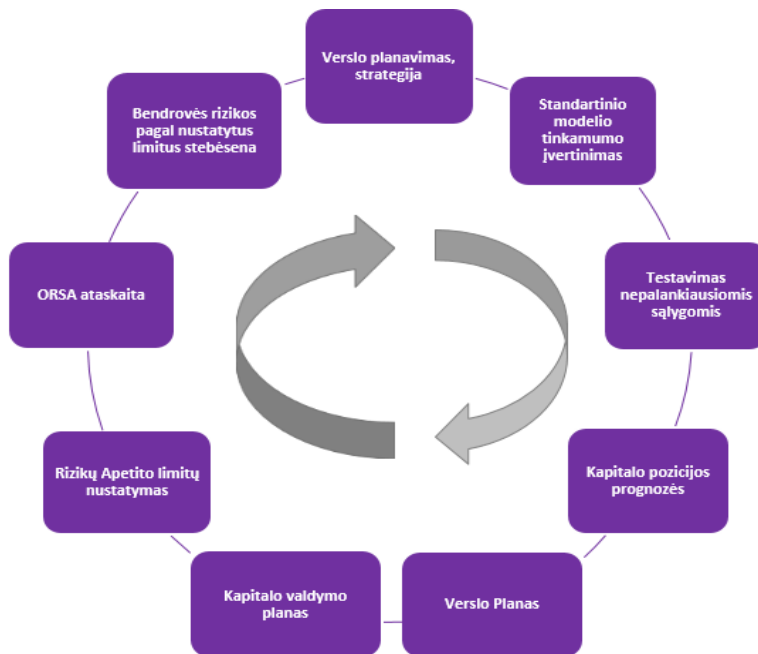 Verslo planavimas,
strategija
Standartinio
modelio
tinkamumo
įvertinimas
Testavimas
nepalankiausiomis
sąlygomis
Kapitalo pozicijos
prognozės
Verslo Planas
Kapitalo valdymo
planas
Rizikų Apetito limitų
nustatymas
ORSA ataskaita
Bendrovės rizikos
pagal nustatytus
limitus stebėsena